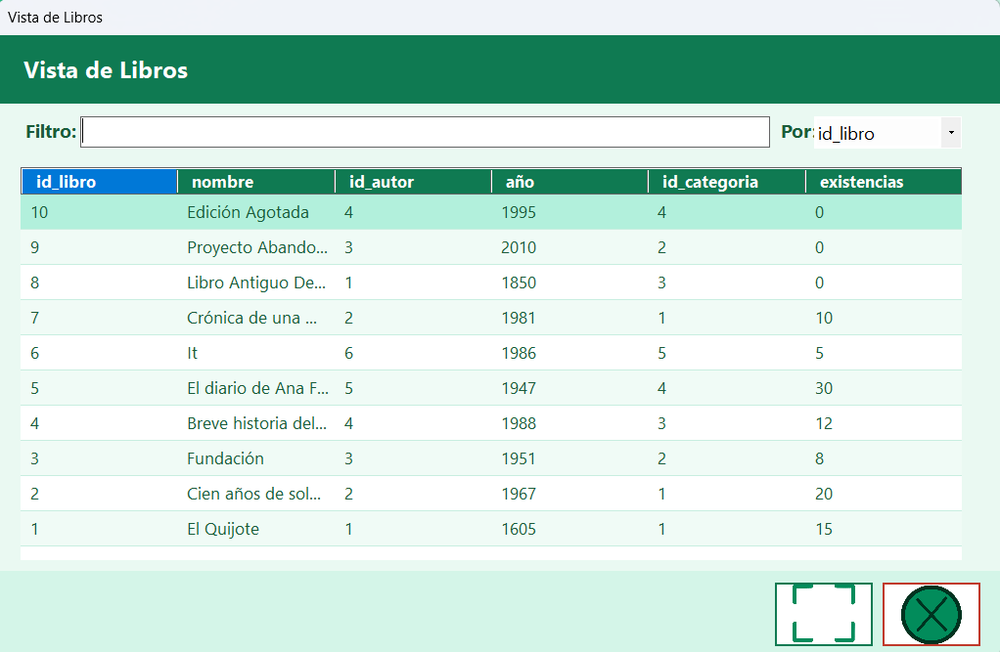 Vista de Libros
Vista de Libros
Filtro: Por: id_libro
id_libro nombre id_autor año id_categoria existencias
10 Edición Agotada 4 1995 4 0
9 Proyecto Abando... 3 2010 2 0
8 Libro Antiguo De... 1 1850 3 0
7 Crónica de una ... 2 1981 1 10
6 It 6 1986 5 5
5 El diario de Ana F... 5 1947 4 30
4 Breve historia del... 4 1988 3 12
3 Fundación 3 1951 2 8
2 Cien años de sol... 2 1967 1 20
1 El Quijote 1 1605 1 15